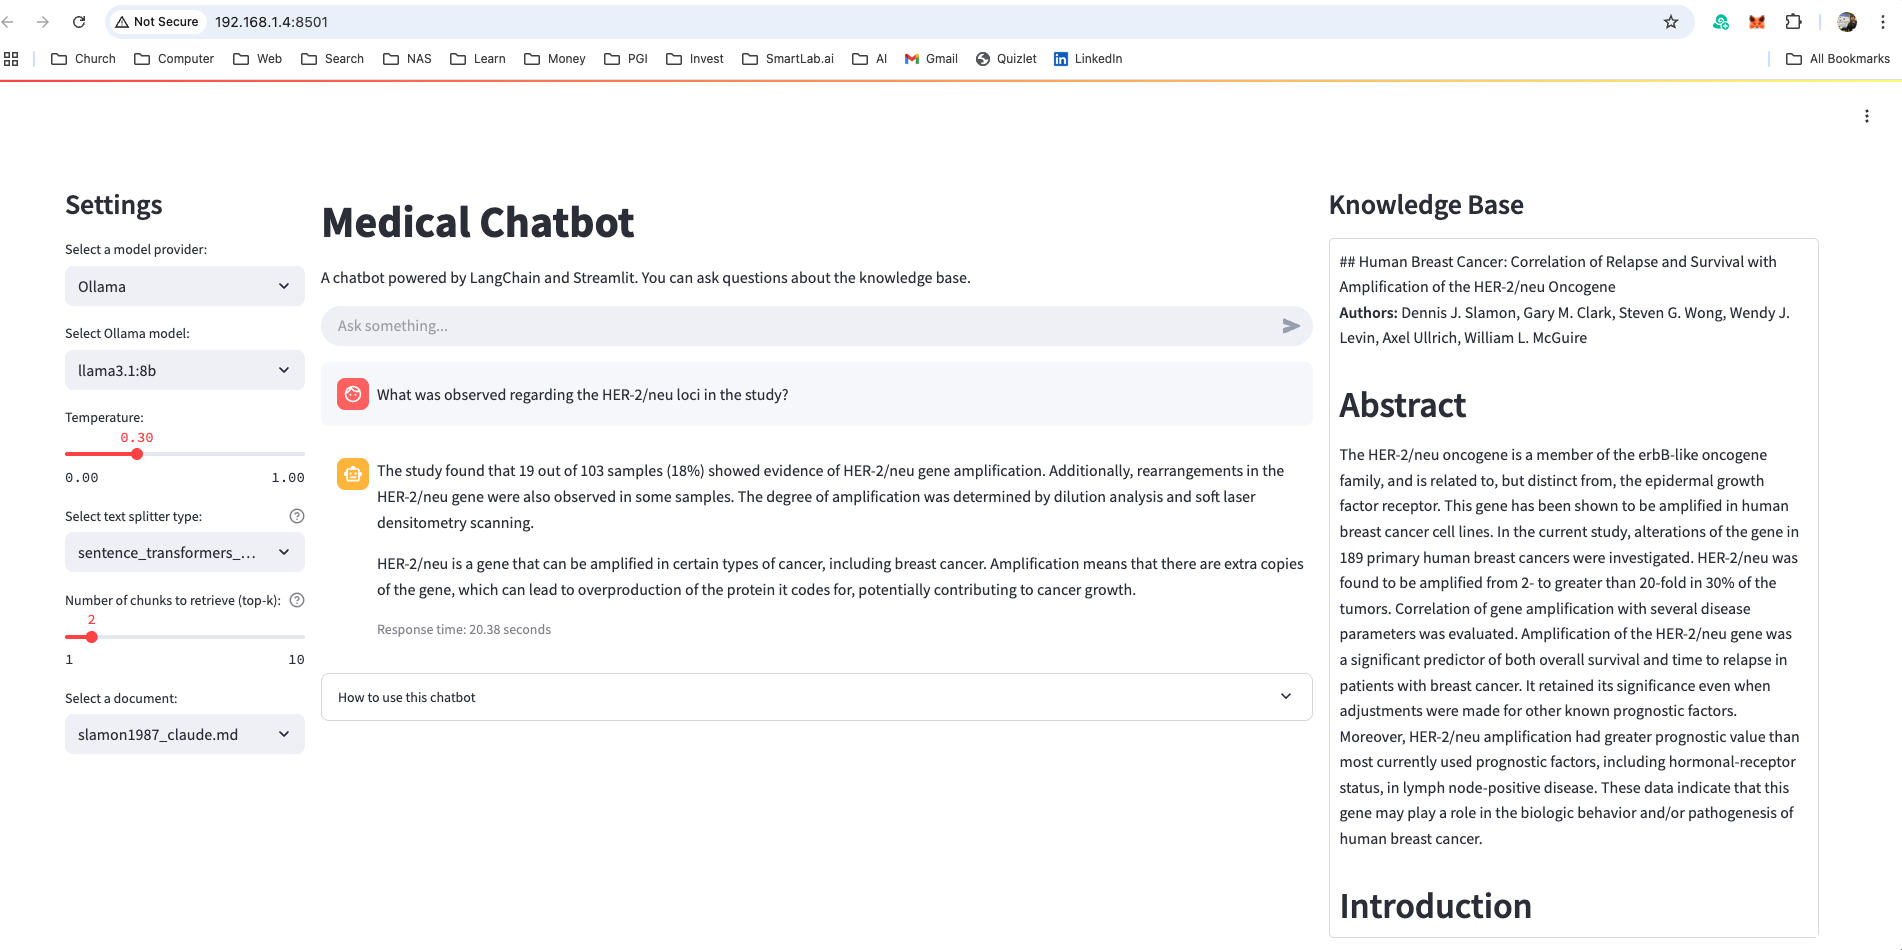 Not Secure 192.168.1.4:8501
Church Computer Web Search NAS Learn Money PGI Invest SmartLab.ai AI Gmail Quizlet LinkedIn All Bookmarks
Settings
Select a model provider:
Ollama
Select Ollama model:
llama3.1:8b
Temperature:
0.30
0.00 1.00
Select text splitter type:
sentence_transformers_...
Number of chunks to retrieve (top-k):
2
1 10
Select a document:
slamon1987_claude.md
Medical Chatbot
A chatbot powered by LangChain and Streamlit. You can ask questions about the knowledge base.
Ask something...
What was observed regarding the HER-2/neu loci in the study?
The study found that 19 out of 103 samples (18%) showed evidence of HER-2/neu gene amplification. Additionally, rearrangements in the
HER-2/neu gene were also observed in some samples. The degree of amplification was determined by dilution analysis and soft laser
densitometry scanning.
HER-2/neu is a gene that can be amplified in certain types of cancer, including breast cancer. Amplification means that there are extra copies
of the gene, which can lead to overproduction of the protein it codes for, potentially contributing to cancer growth.
Response time: 20.38 seconds
How to use this chatbot
Knowledge Base
## Human Breast Cancer: Correlation of Relapse and Survival with
Amplification of the HER-2/neu Oncogene
Authors: Dennis J. Slamon, Gary M. Clark, Steven G. Wong, Wendy J.
Levin, Axel Ullrich, William L. McGuire
Abstract
The HER-2/neu oncogene is a member of the erbB-like oncogene
family, and is related to, but distinct from, the epidermal growth
factor receptor. This gene has been shown to be amplified in human
breast cancer cell lines. In the current study, alterations of the gene in
189 primary human breast cancers were investigated. HER-2/neu was
found to be amplified from 2- to greater than 20-fold in 30% of the
tumors. Correlation of gene amplification with several disease
parameters was evaluated. Amplification of the HER-2/neu gene was
a significant predictor of both overall survival and time to relapse in
patients with breast cancer. It retained its significance even when
adjustments were made for other known prognostic factors.
Moreover, HER-2/neu amplification had greater prognostic value than
most currently used prognostic factors, including hormonal-receptor
status, in lymph node-positive disease. These data indicate that this
gene may play a role in the biologic behavior and/or pathogenesis of
human breast cancer.
Introduction